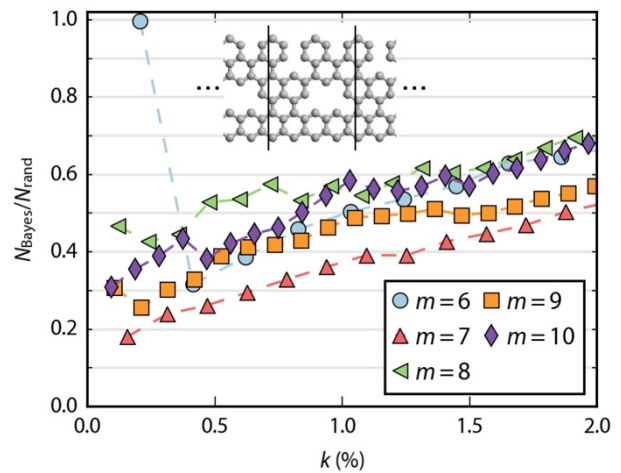 1.0
0.8
0.6
0.4
0.2
0.0
N_Bayes/N_rand
... ...
m = 6 m = 9
m = 7 m = 10
m = 8
0.0 0.5 1.0 1.5 2.0
k (%)